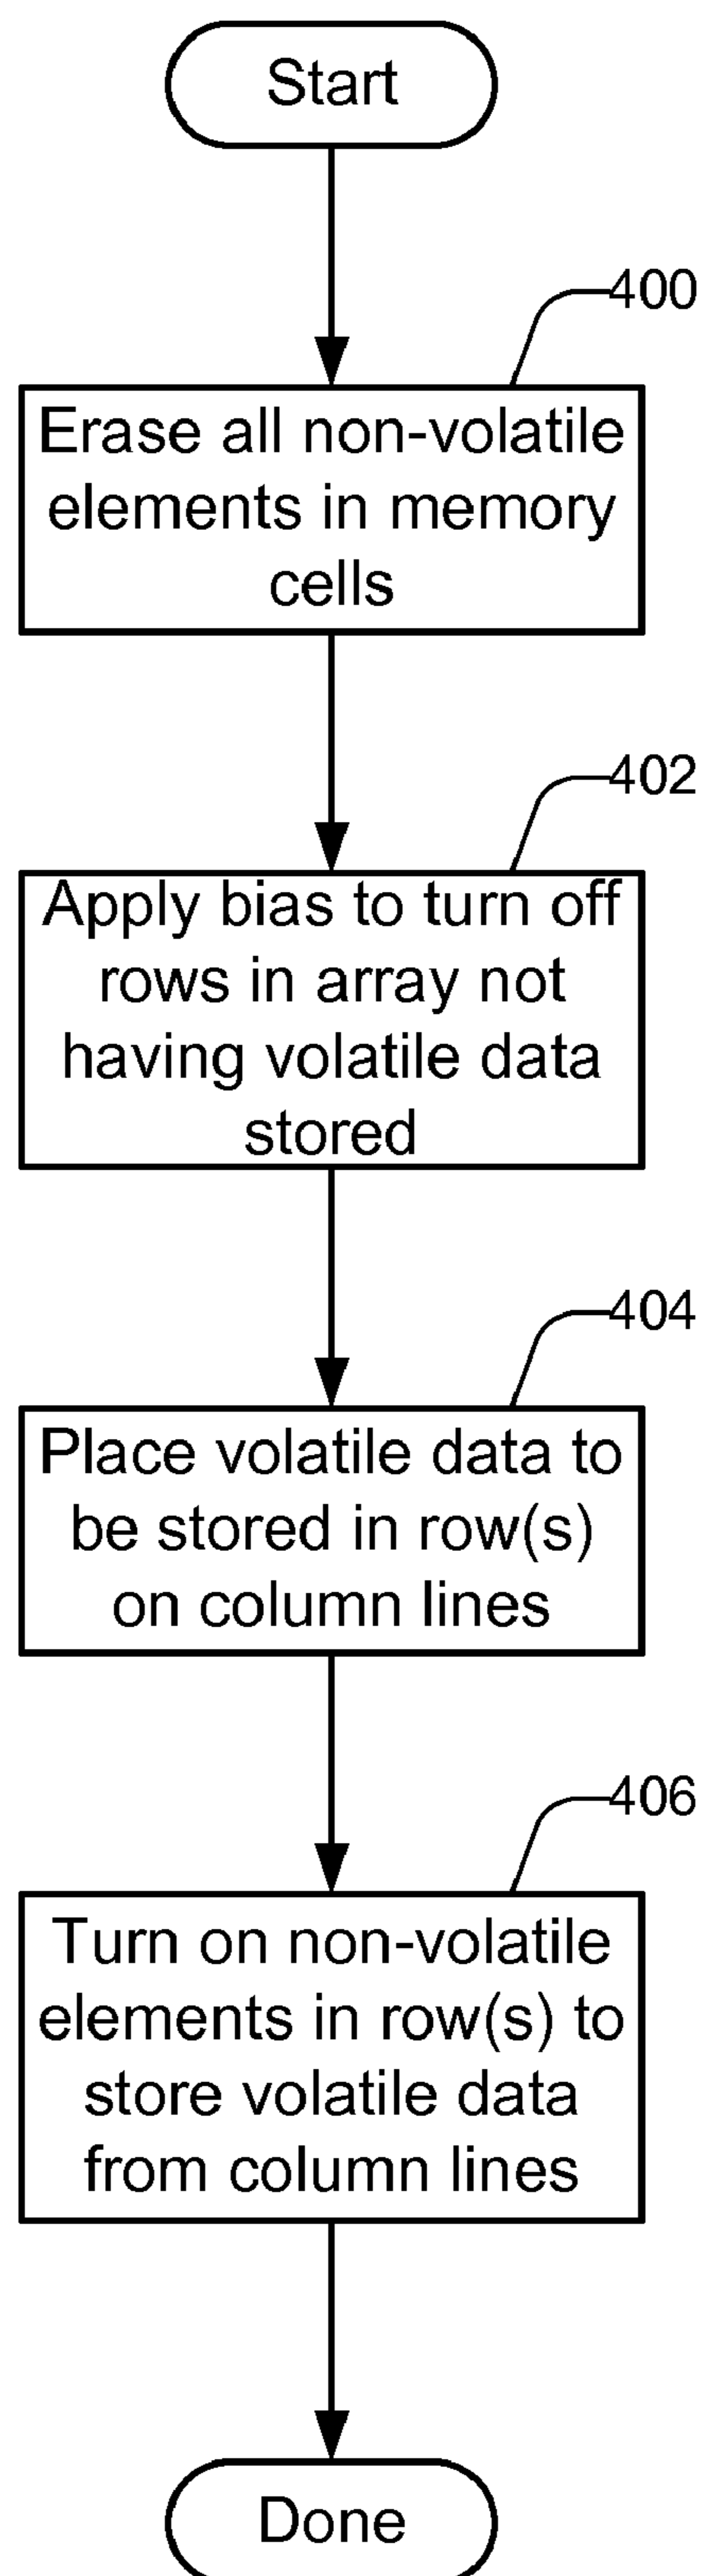 Start
400
Erase all non-volatile
elements in memory
cells
402
Apply bias to turn off
rows in array not
having volatile data
stored
404
Place volatile data to
be stored in row(s)
on column lines
406
Turn on non-volatile
elements in row(s) to
store volatile data
from column lines
Done